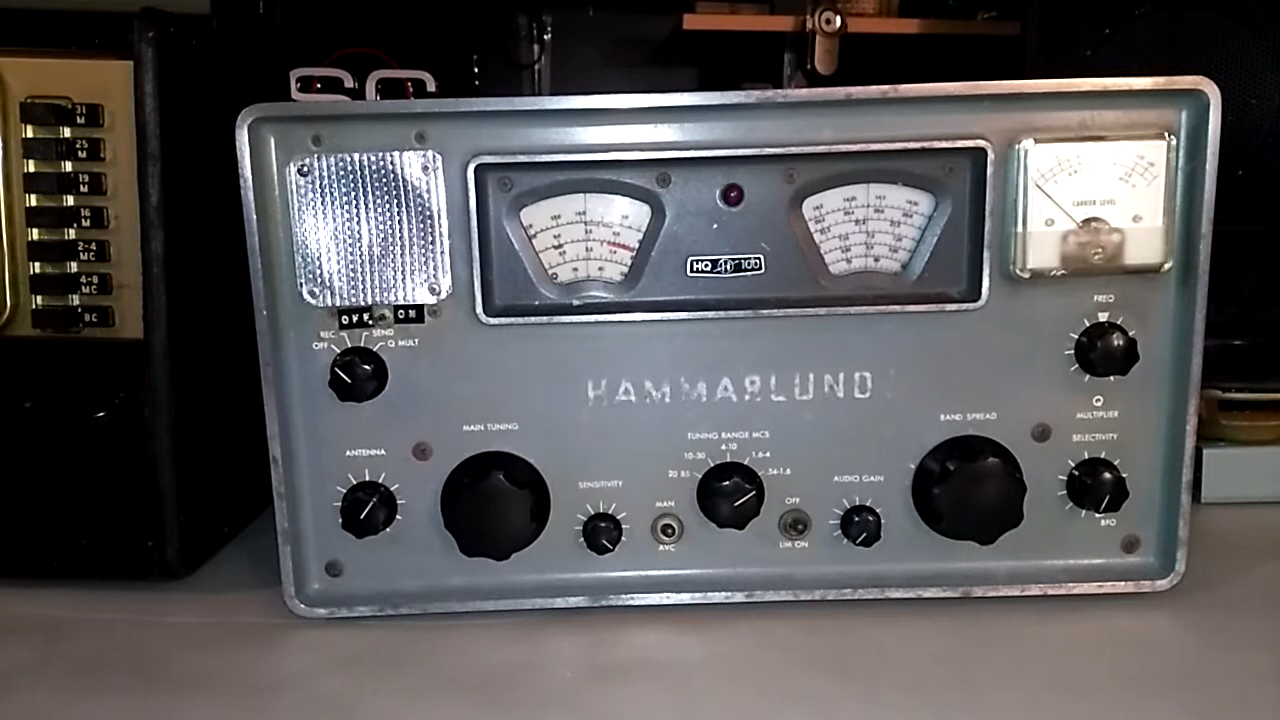 31 M
25 M
19 M
16 M
2-4 MC
4-8 MC
BC
CARRIER LEVEL
HQ 100
OFF ON
REC. SEND
OFF Q MULT
FREQ
HAMMARLUND
Q
MULTIPLIER
MAIN TUNING
BAND SPREAD
TUNING RANGE MCS
4-10
10-30 1.6-4
20 BS .54-1.6
SELECTIVITY
ANTENNA
SENSITIVITY
AUDIO GAIN
MAN
AVC
OFF
LIM ON
BFO